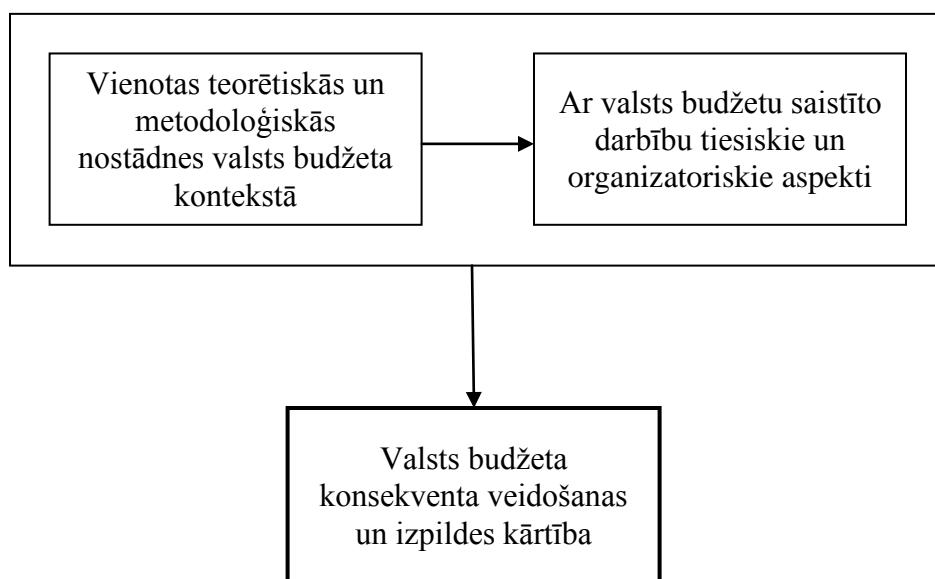 Vienotas teorētiskās un
metodoloģiskās
nostādnes valsts budžeta
kontekstā
Ar valsts budžetu saistīto
darbību tiesiskie un
organizatoriskie aspekti
Valsts budžeta
konsekventa veidošanas
un izpildes kārtība